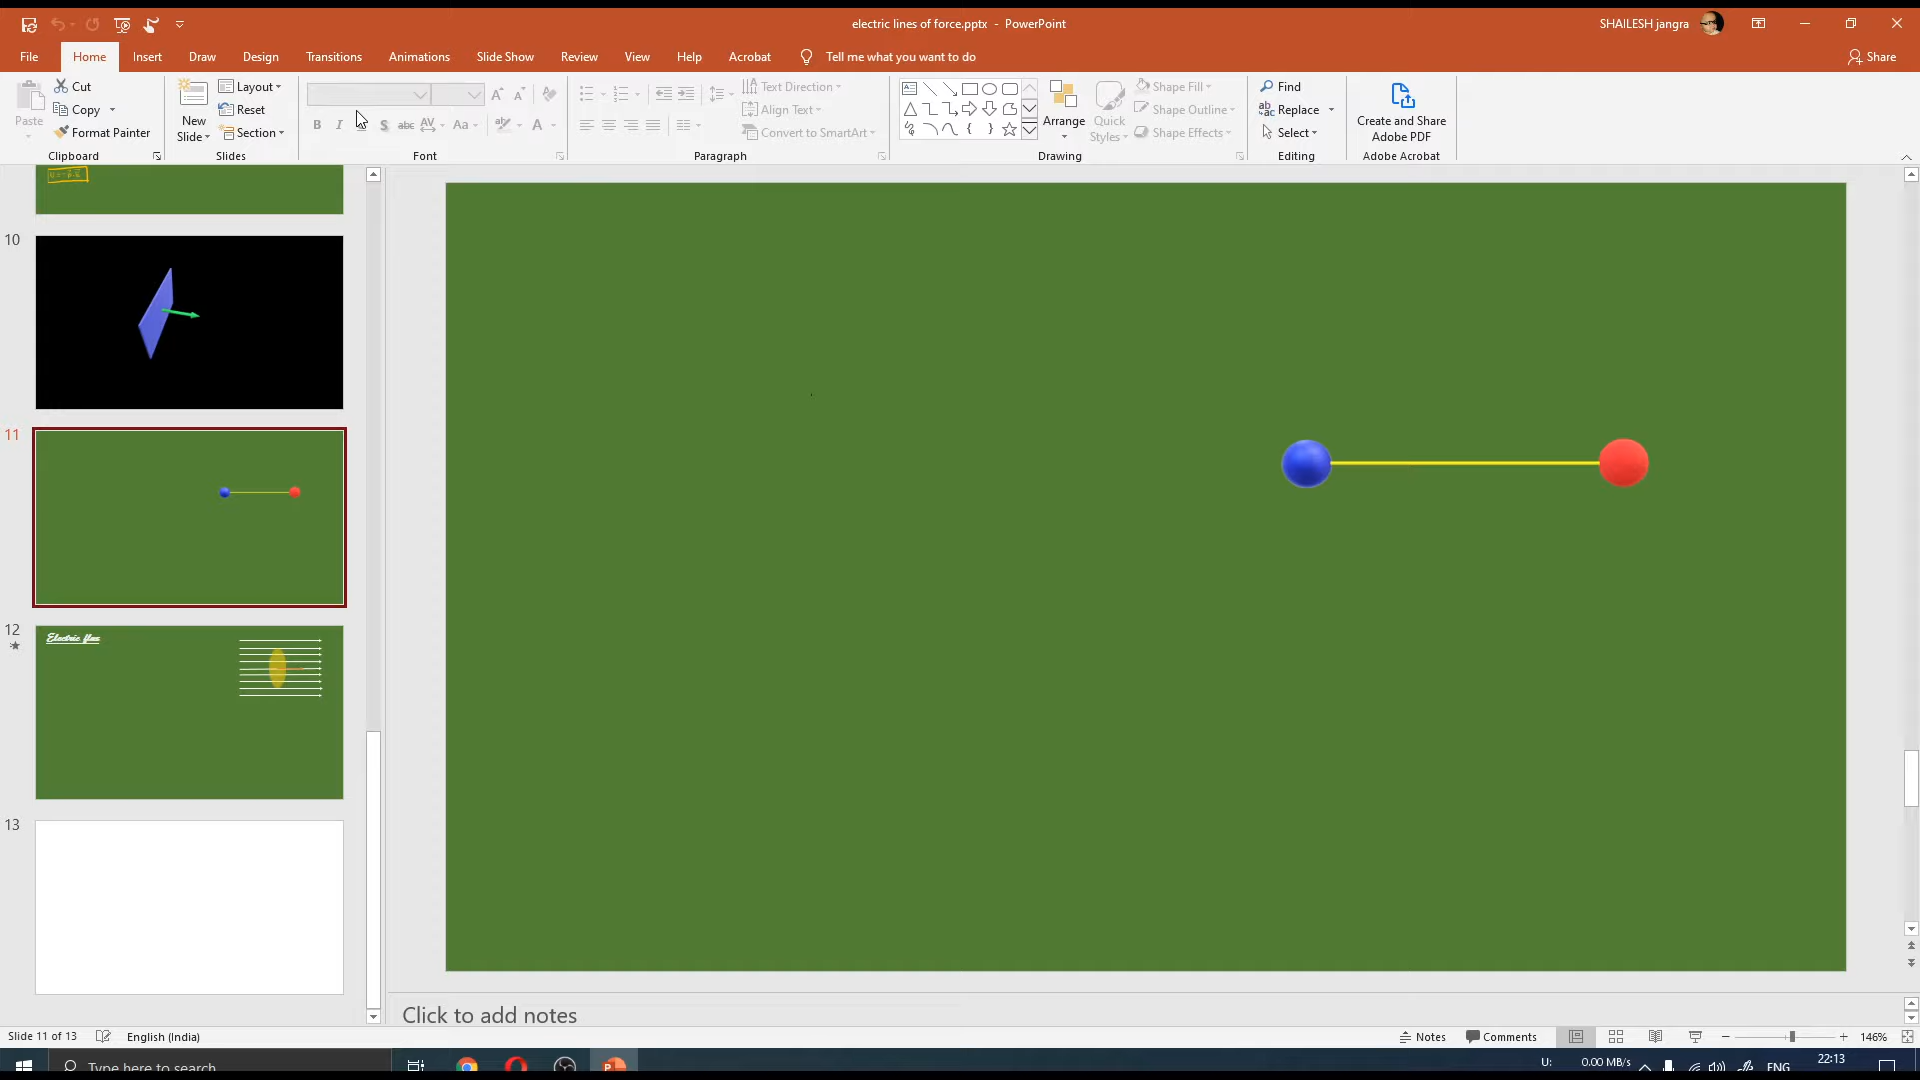 electric lines of force.pptx - PowerPoint
SHAILESH jangra
File Home Insert Draw Design Transitions Animations Slide Show Review View Help Acrobat Tell me what you want to do Share
Paste
Cut
Copy
Format Painter
Clipboard
New Slide
Layout
Reset
Section
Slides
B I S abc AV Aa A
Font
Text Direction
Align Text
Convert to SmartArt
Paragraph
Arrange
Quick Styles
Shape Fill
Shape Outline
Shape Effects
Drawing
Find
Replace
Select
Editing
Create and Share Adobe PDF
Adobe Acrobat
10
11
12
Electric flux
13
Click to add notes
Slide 11 of 13 English (India) Notes Comments 146%
Type here to search
U: 0.00 MB/s ENG 22:13